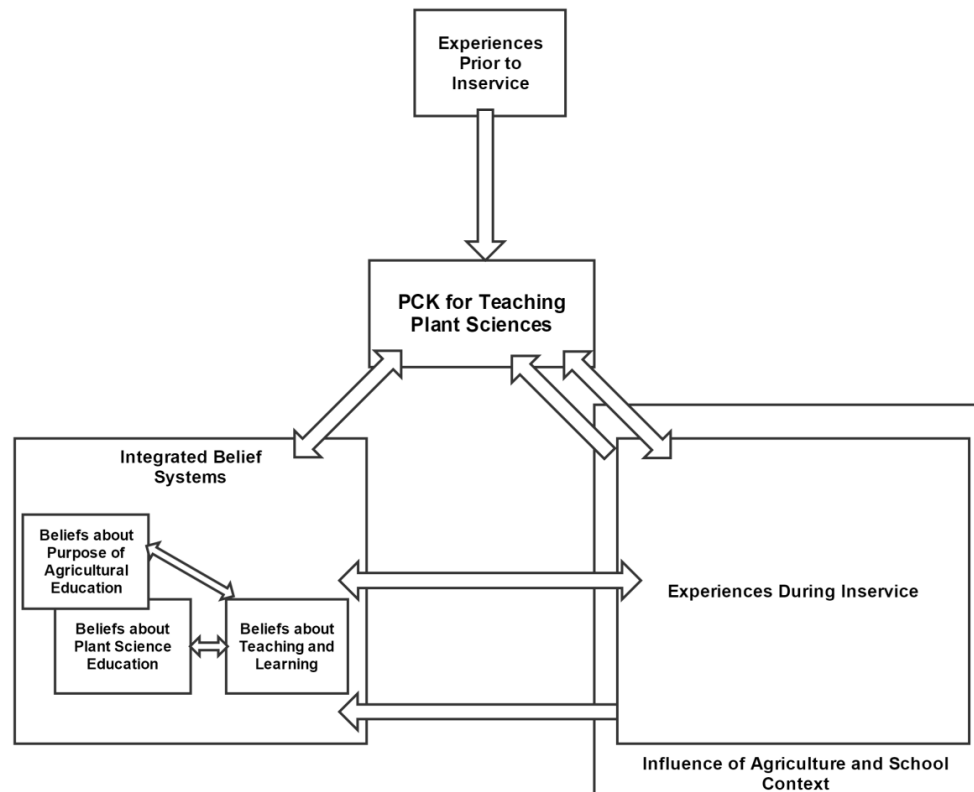 Experiences
Prior to
Inservice
PCK for Teaching
Plant Sciences
Integrated Belief
Systems
Beliefs about
Purpose of
Agricultural
Education
Beliefs about
Plant Science
Education
Beliefs about
Teaching and
Learning
Experiences During Inservice
Influence of Agriculture and School
Context